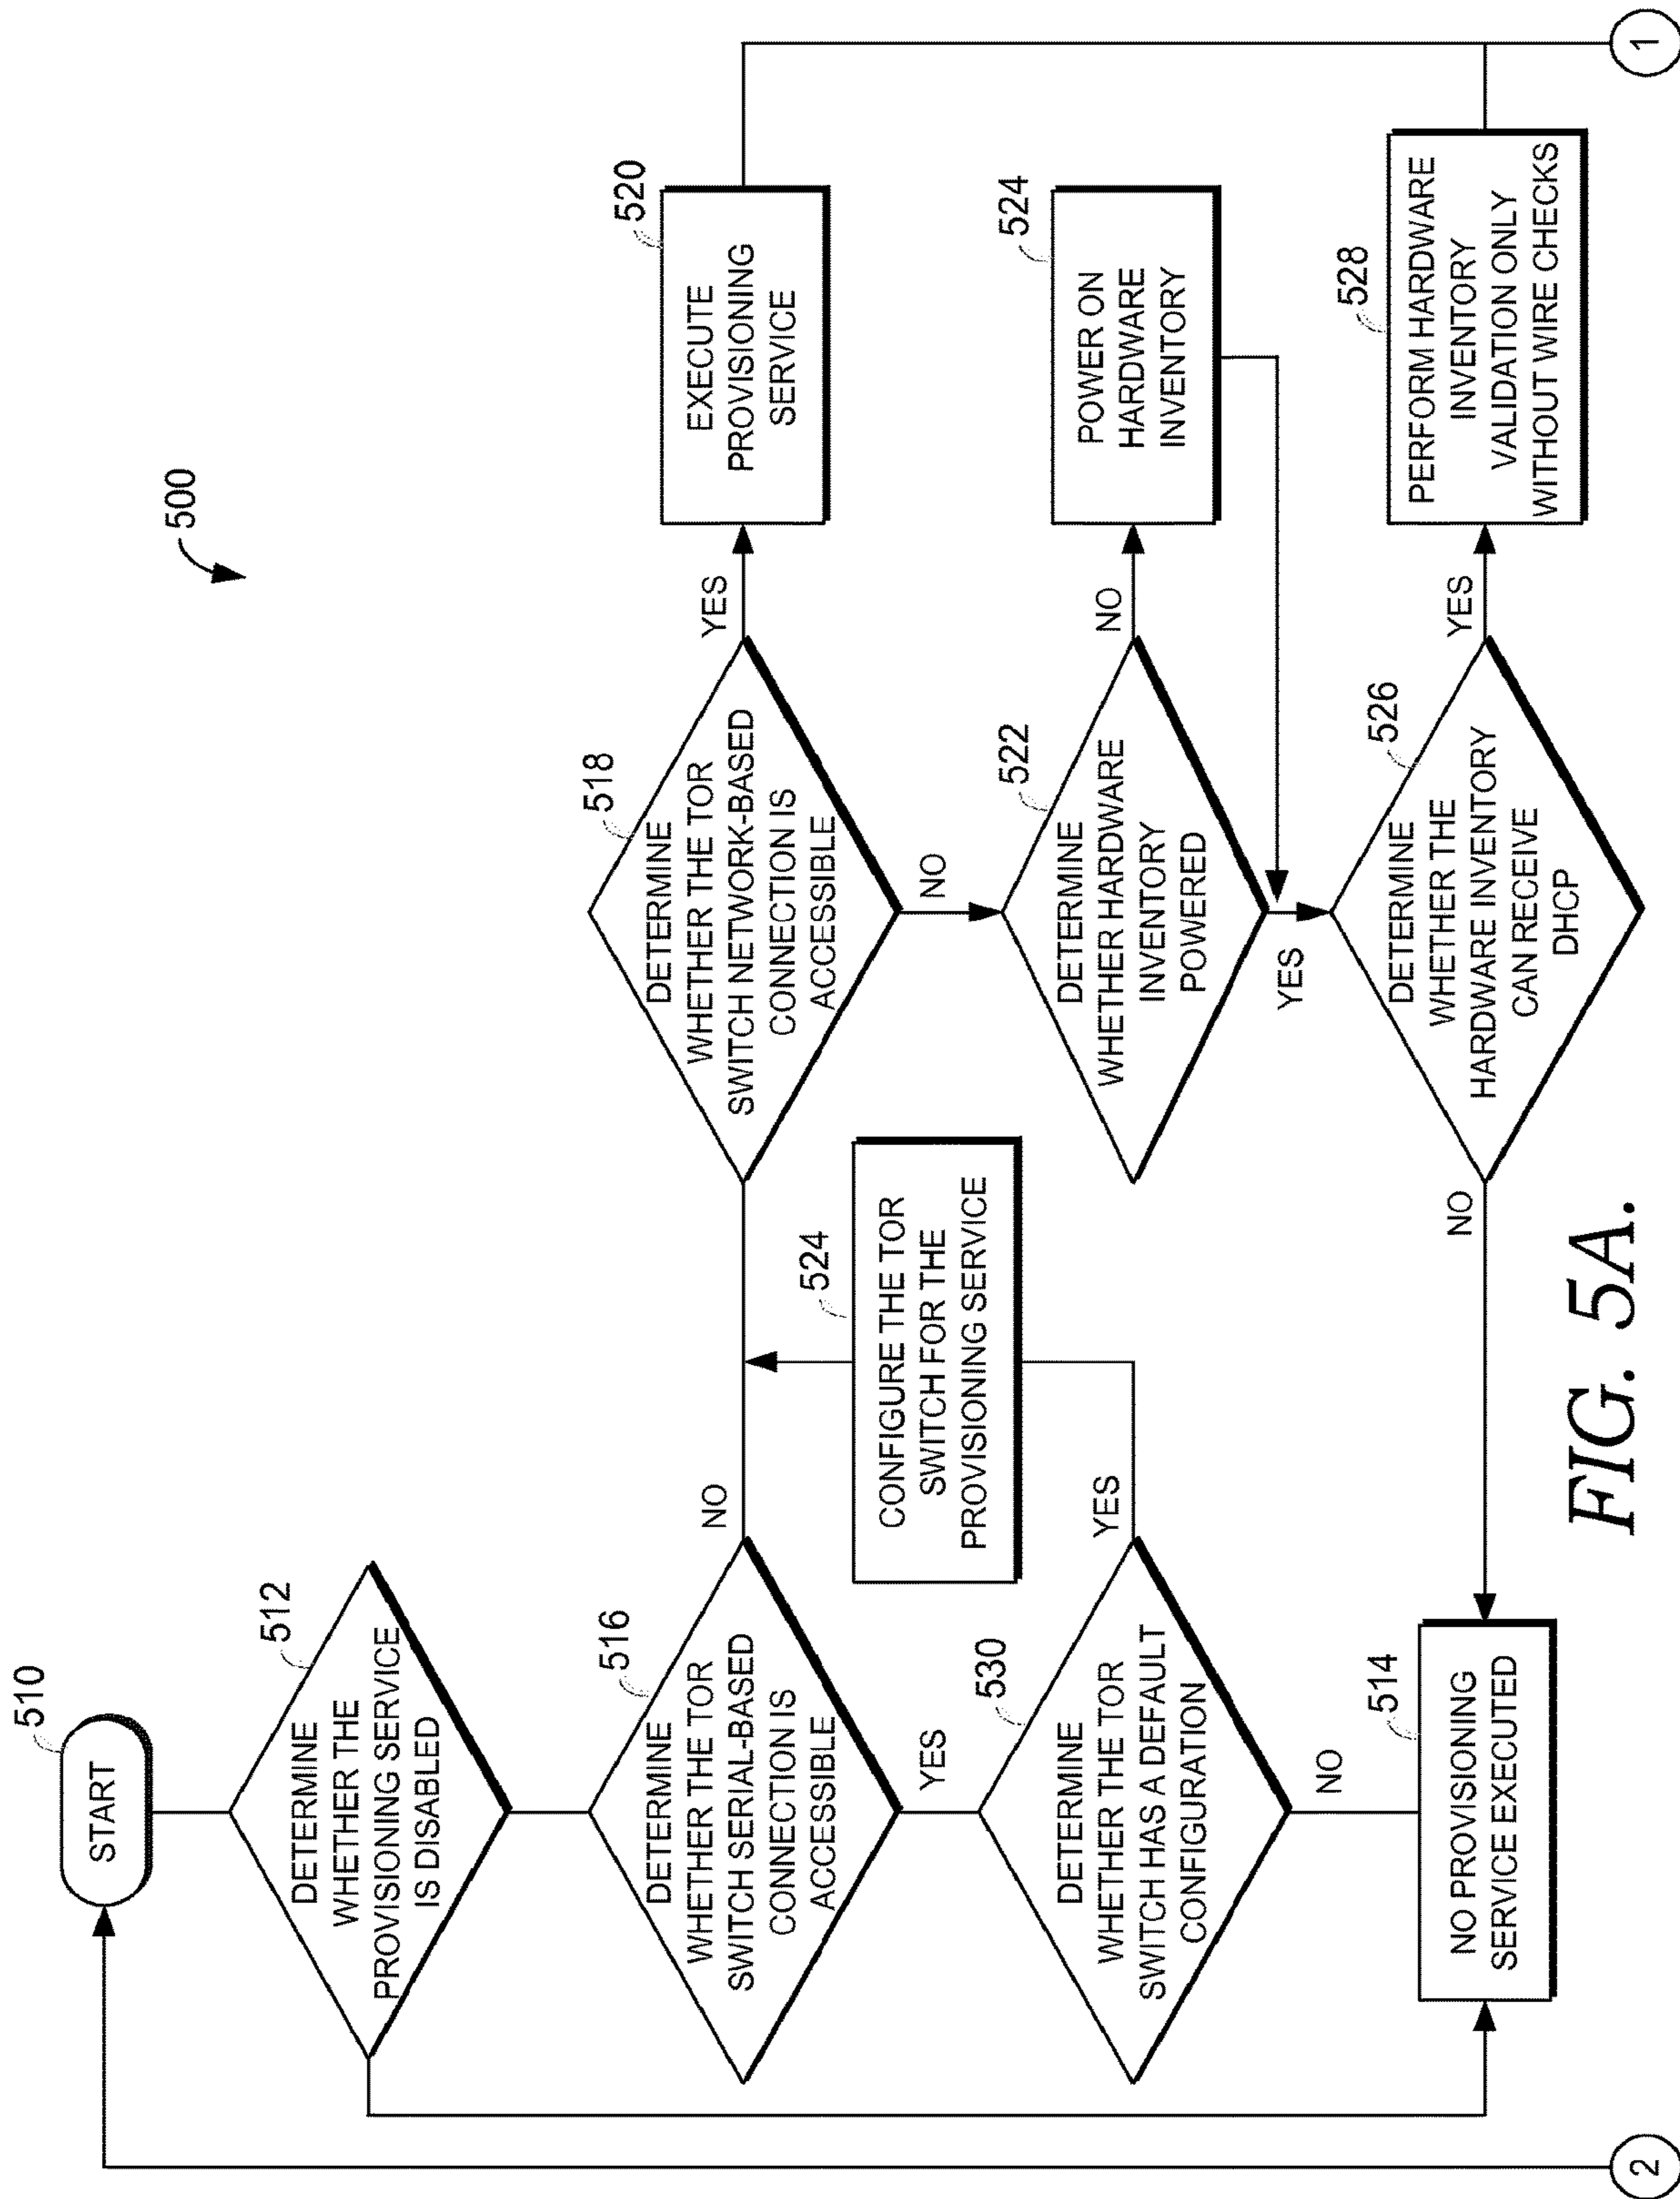 500
510
START
512
DETERMINE
WHETHER THE
PROVISIONING SERVICE
IS DISABLED
516
DETERMINE
WHETHER THE TOR
SWITCH SERIAL-BASED
CONNECTION IS
ACCESSIBLE
NO
YES
518
DETERMINE
WHETHER THE TOR
SWITCH NETWORK-BASED
CONNECTION IS
ACCESSIBLE
YES
NO
520
EXECUTE
PROVISIONING
SERVICE
530
DETERMINE
WHETHER THE TOR
SWITCH HAS A DEFAULT
CONFIGURATION
YES
NO
524
CONFIGURE THE TOR
SWITCH FOR THE
PROVISIONING SERVICE
522
DETERMINE
WHETHER HARDWARE
INVENTORY
POWERED
NO
YES
524
POWER ON
HARDWARE
INVENTORY
514
NO PROVISIONING
SERVICE EXECUTED
526
DETERMINE
WHETHER THE
HARDWARE INVENTORY
CAN RECEIVE
DHCP
NO
YES
528
PERFORM HARDWARE
INVENTORY
VALIDATION ONLY
WITHOUT WIRE CHECKS
2
1
FIG. 5A.